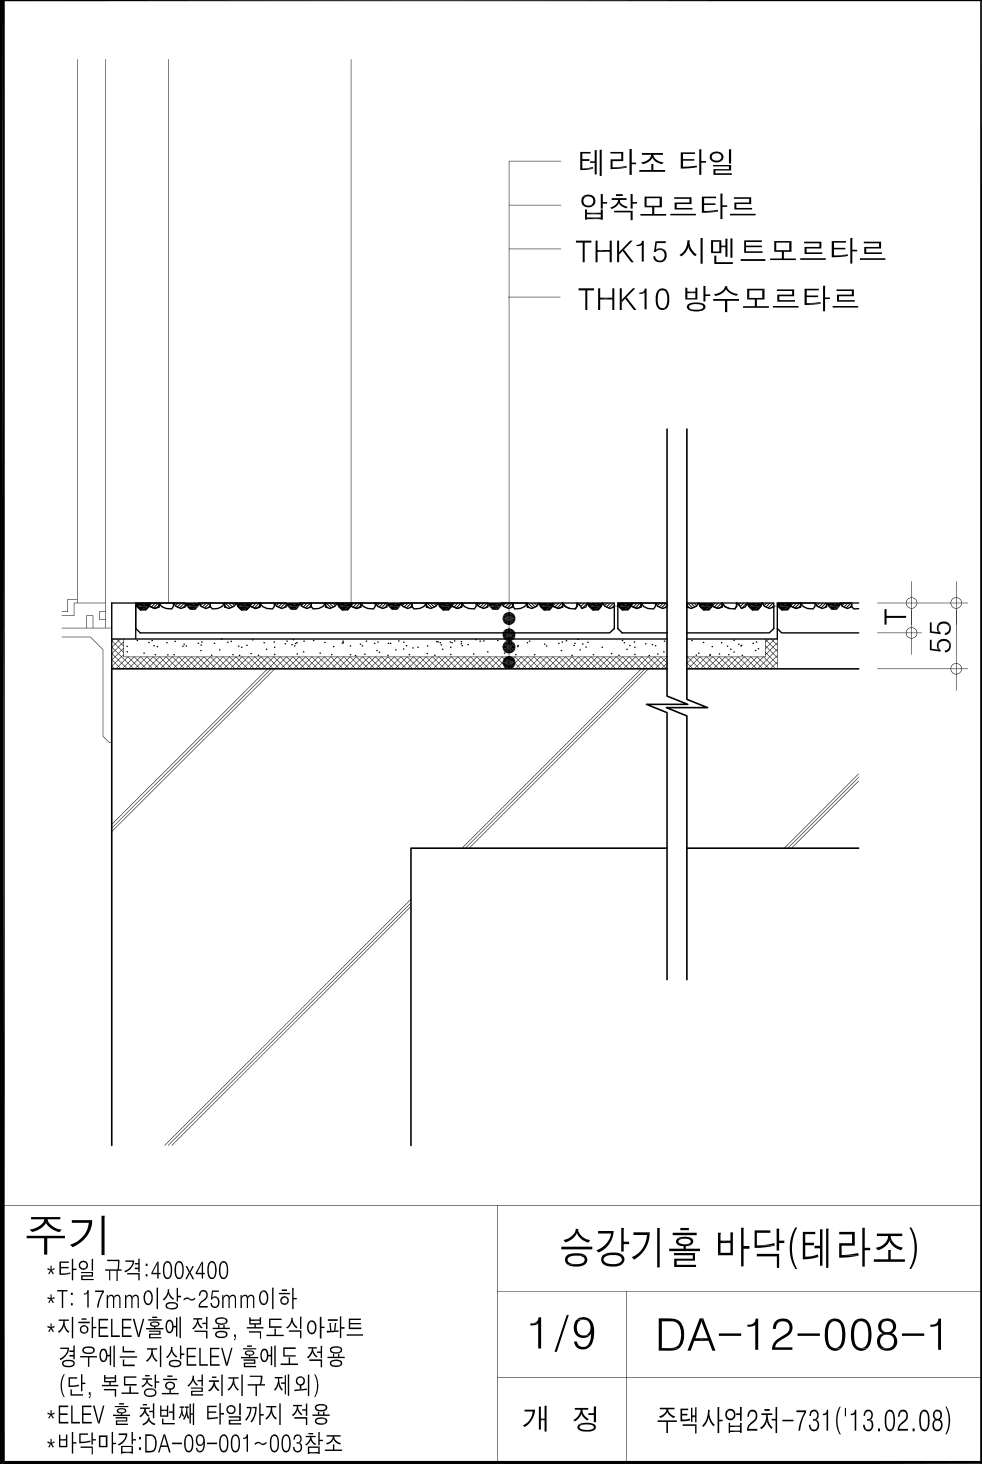 테라조 타일
압착모르타르
THK15 시멘트모르타르
THK10 방수모르타르
T
55
주기
*타일 규격:400x400
*T: 17mm이상~25mm이하
*지하ELEV홀에 적용, 복도식아파트
경우에는 지상ELEV 홀에도 적용
(단, 복도창호 설치지구 제외)
*ELEV 홀 첫번째 타일까지 적용
*바닥마감:DA-09-001~003참조
승강기홀 바닥(테라조)
1/9 DA-12-008-1
개 정 주택사업2처-731('13.02.08)